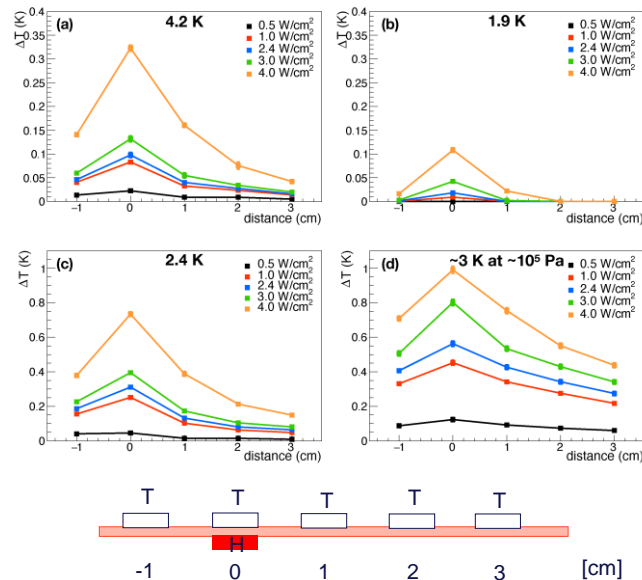 (a) 4.2 K
ΔT (K)
0.4
0.35
0.3
0.25
0.2
0.15
0.1
0.05
0
0.5 W/cm²
1.0 W/cm²
2.4 W/cm²
3.0 W/cm²
4.0 W/cm²
−1 0 1 2 3
distance (cm)
(b) 1.9 K
ΔT (K)
0.4
0.35
0.3
0.25
0.2
0.15
0.1
0.05
0
0.5 W/cm²
1.0 W/cm²
2.4 W/cm²
3.0 W/cm²
4.0 W/cm²
−1 0 1 2 3
distance (cm)
(c) 2.4 K
ΔT (K)
1
0.8
0.6
0.4
0.2
0
0.5 W/cm²
1.0 W/cm²
2.4 W/cm²
3.0 W/cm²
4.0 W/cm²
−1 0 1 2 3
distance (cm)
(d) ~3 K at ~10⁵ Pa
ΔT (K)
1
0.8
0.6
0.4
0.2
0
0.5 W/cm²
1.0 W/cm²
2.4 W/cm²
3.0 W/cm²
4.0 W/cm²
−1 0 1 2 3
distance (cm)
T T T T T
H
-1 0 1 2 3 [cm]